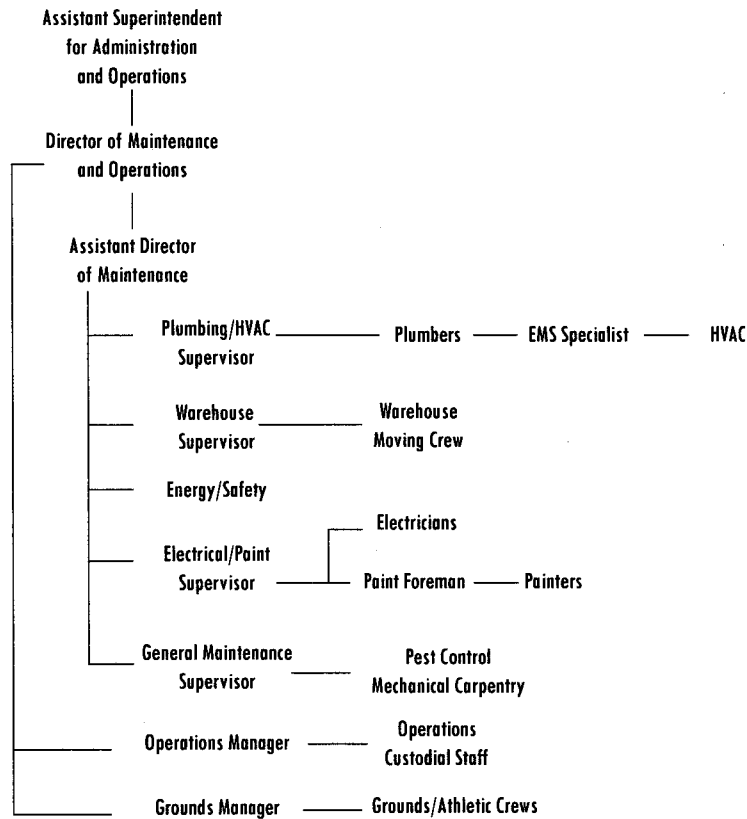 Assistant Superintendent
for Administration
and Operations
Director of Maintenance
and Operations
Assistant Director
of Maintenance
Plumbing/HVAC
Supervisor
Plumbers
EMS Specialist
HVAC
Warehouse
Supervisor
Warehouse
Moving Crew
Energy/Safety
Electrical/Paint
Supervisor
Electricians
Paint Foreman
Painters
General Maintenance
Supervisor
Pest Control
Mechanical Carpentry
Operations Manager
Operations
Custodial Staff
Grounds Manager
Grounds/Athletic Crews